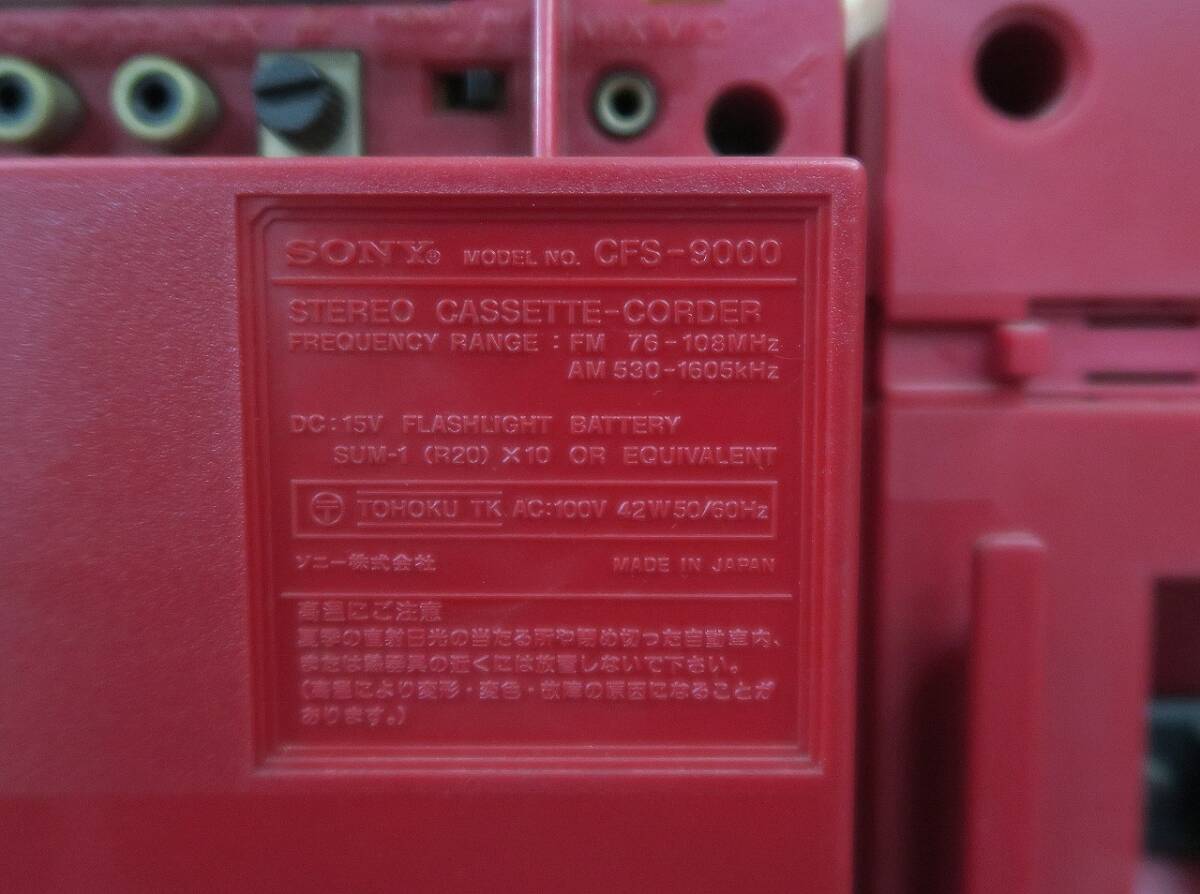 MIX MIC
SONY® MODEL NO. CFS-9000
STEREO CASSETTE-CORDER
FREQUENCY RANGE : FM 76-108MHz
AM 530-1605kHz
DC : 15V FLASHLIGHT BATTERY
SUM-1 (R20) ×10 OR EQUIVALENT
〒 TOHOKU TK AC:100V 42W 50/60Hz
ソニー株式会社 MADE IN JAPAN
高温にご注意
夏季の直射日光の当たる所や締め切った自動車内、
または熱器具の近くには放置しないで下さい。
(高温により変形・変色・故障の原因になることが
あります。)